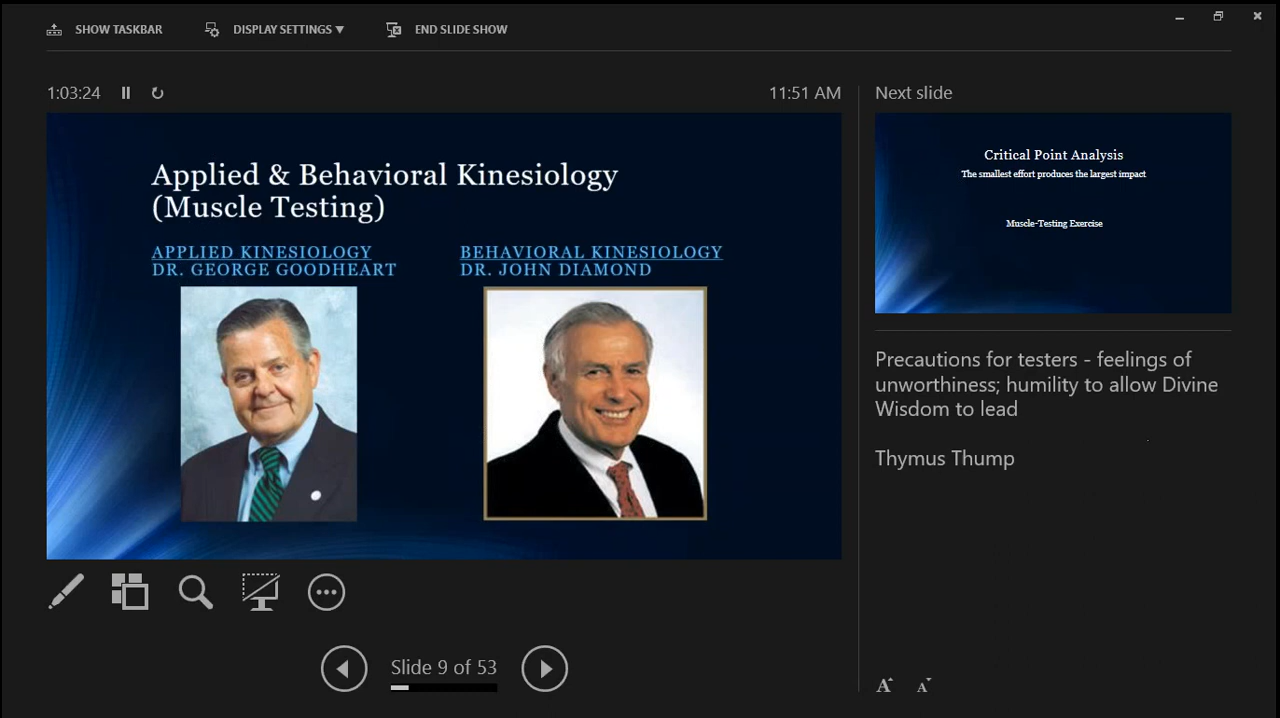 SHOW TASKBAR
DISPLAY SETTINGS ▼
END SLIDE SHOW
1:03:24
11:51 AM
Applied & Behavioral Kinesiology
(Muscle Testing)
APPLIED KINESIOLOGY
DR. GEORGE GOODHEART
BEHAVIORAL KINESIOLOGY
DR. JOHN DIAMOND
Slide 9 of 53
Next slide
Critical Point Analysis
The smallest effort produces the largest impact
Muscle-Testing Exercise
Precautions for testers - feelings of
unworthiness; humility to allow Divine
Wisdom to lead
Thymus Thump
A
A